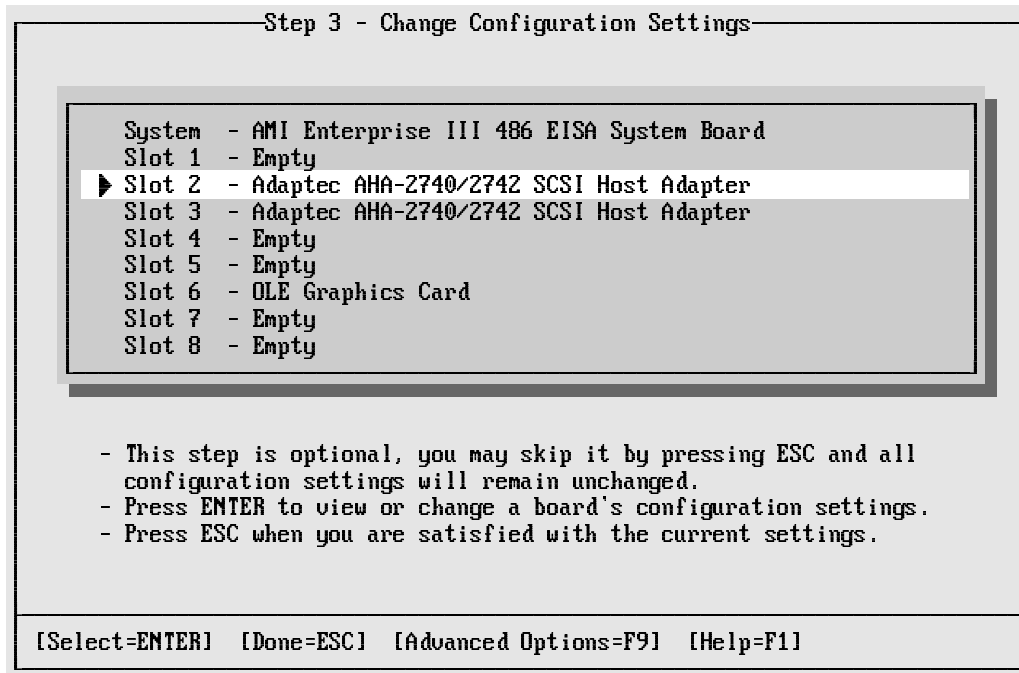 Step 3 - Change Configuration Settings
System - AMI Enterprise III 486 EISA System Board
Slot 1 - Empty
Slot 2 - Adaptec AHA-2740/2742 SCSI Host Adapter
Slot 3 - Adaptec AHA-2740/2742 SCSI Host Adapter
Slot 4 - Empty
Slot 5 - Empty
Slot 6 - OLE Graphics Card
Slot 7 - Empty
Slot 8 - Empty
- This step is optional, you may skip it by pressing ESC and all
configuration settings will remain unchanged.
- Press ENTER to view or change a board's configuration settings.
- Press ESC when you are satisfied with the current settings.
[Select=ENTER] [Done=ESC] [Advanced Options=F9] [Help=F1]